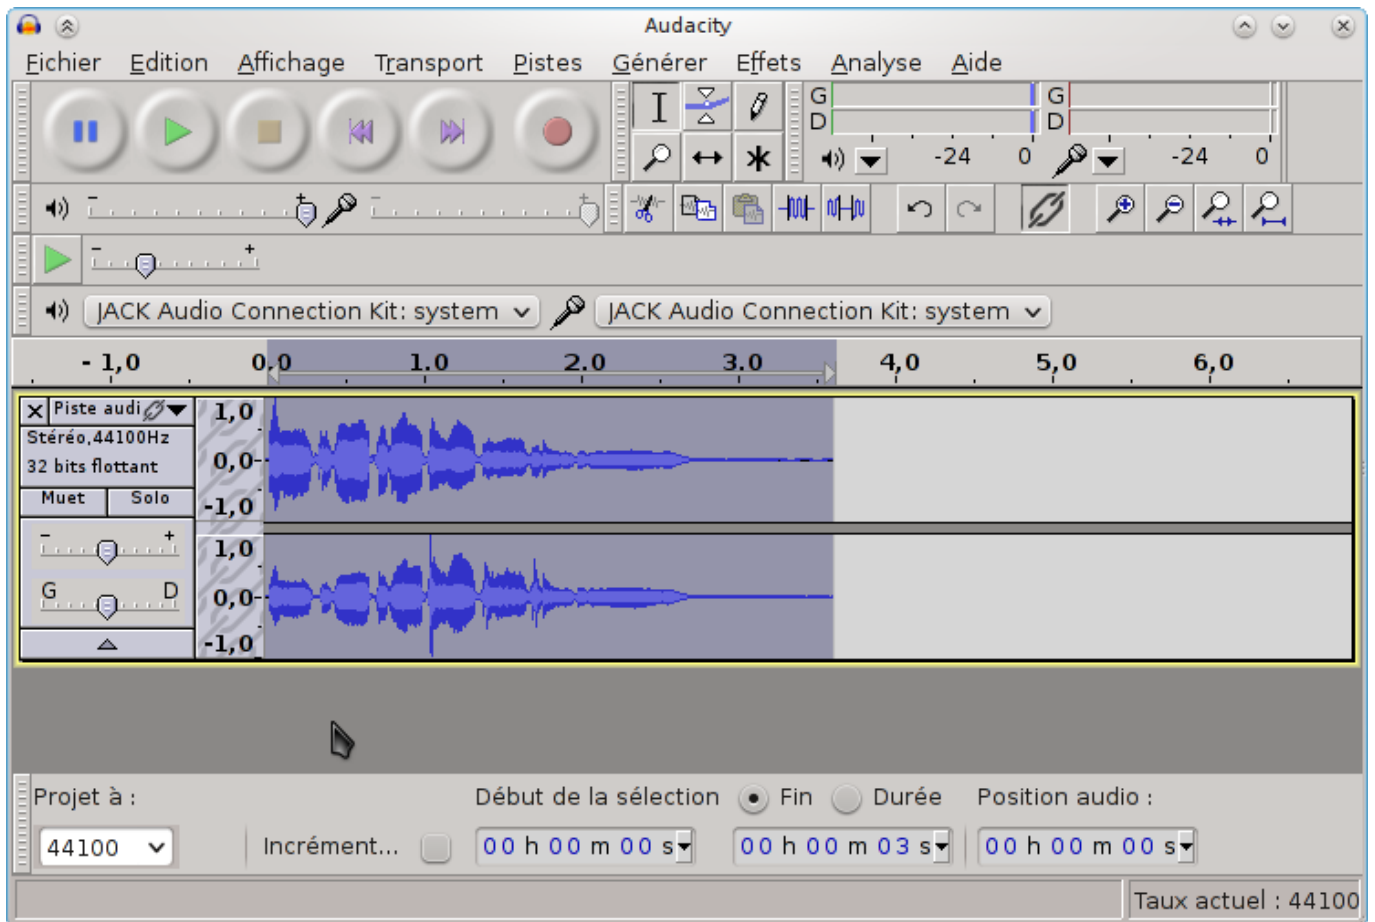 Audacity
Fichier Edition Affichage Transport Pistes Générer Effets Analyse Aide
G
D
-24 0
G
D
-24 0
- +
- +
- +
JACK Audio Connection Kit: system
JACK Audio Connection Kit: system
- 1,0 0,0 1.0 2.0 3.0 4,0 5,0 6,0
Piste audi
Stéréo,44100Hz
32 bits flottant
Muet Solo
- +
G D
1,0
0,0
-1,0
1,0
0,0
-1,0
Projet à : Début de la sélection Fin Durée Position audio :
44100 Incrément... 00 h 00 m 00 s 00 h 00 m 03 s 00 h 00 m 00 s
Taux actuel : 44100